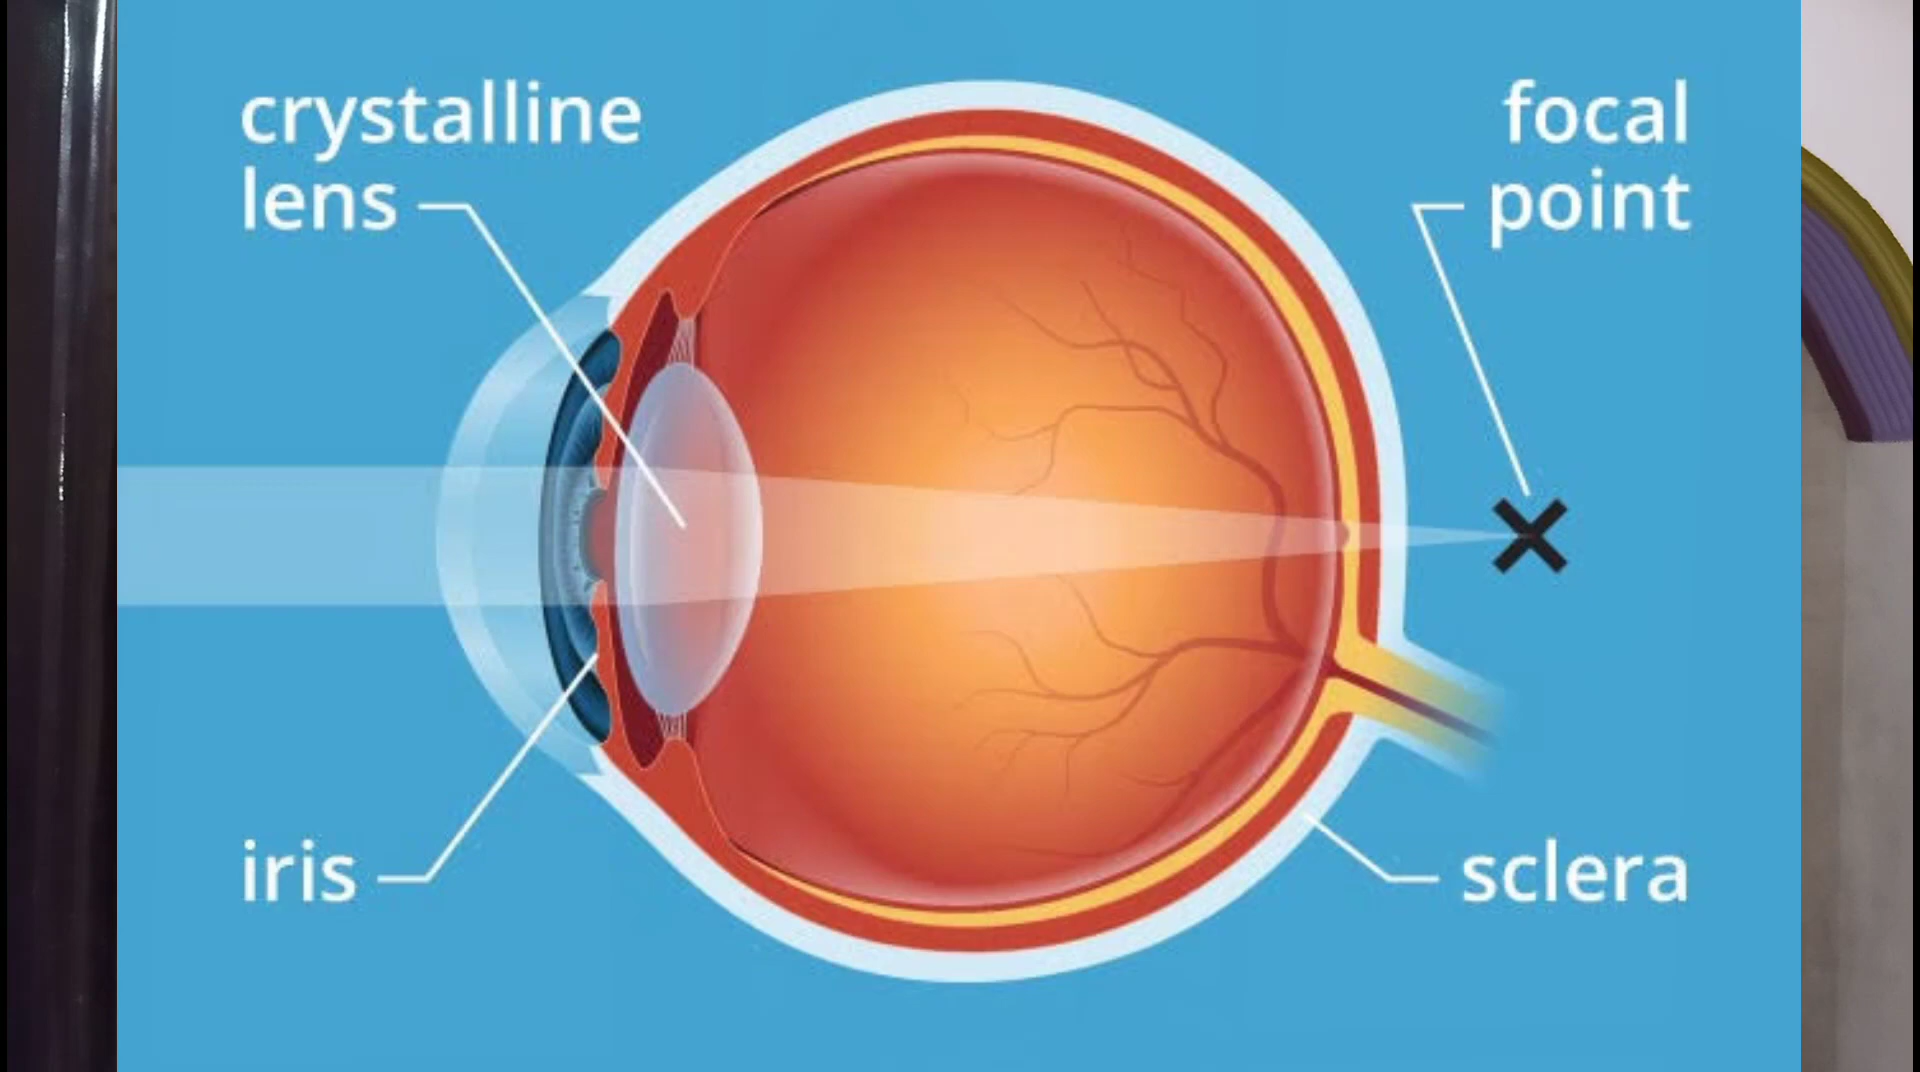 crystalline
lens
focal
point
iris
sclera